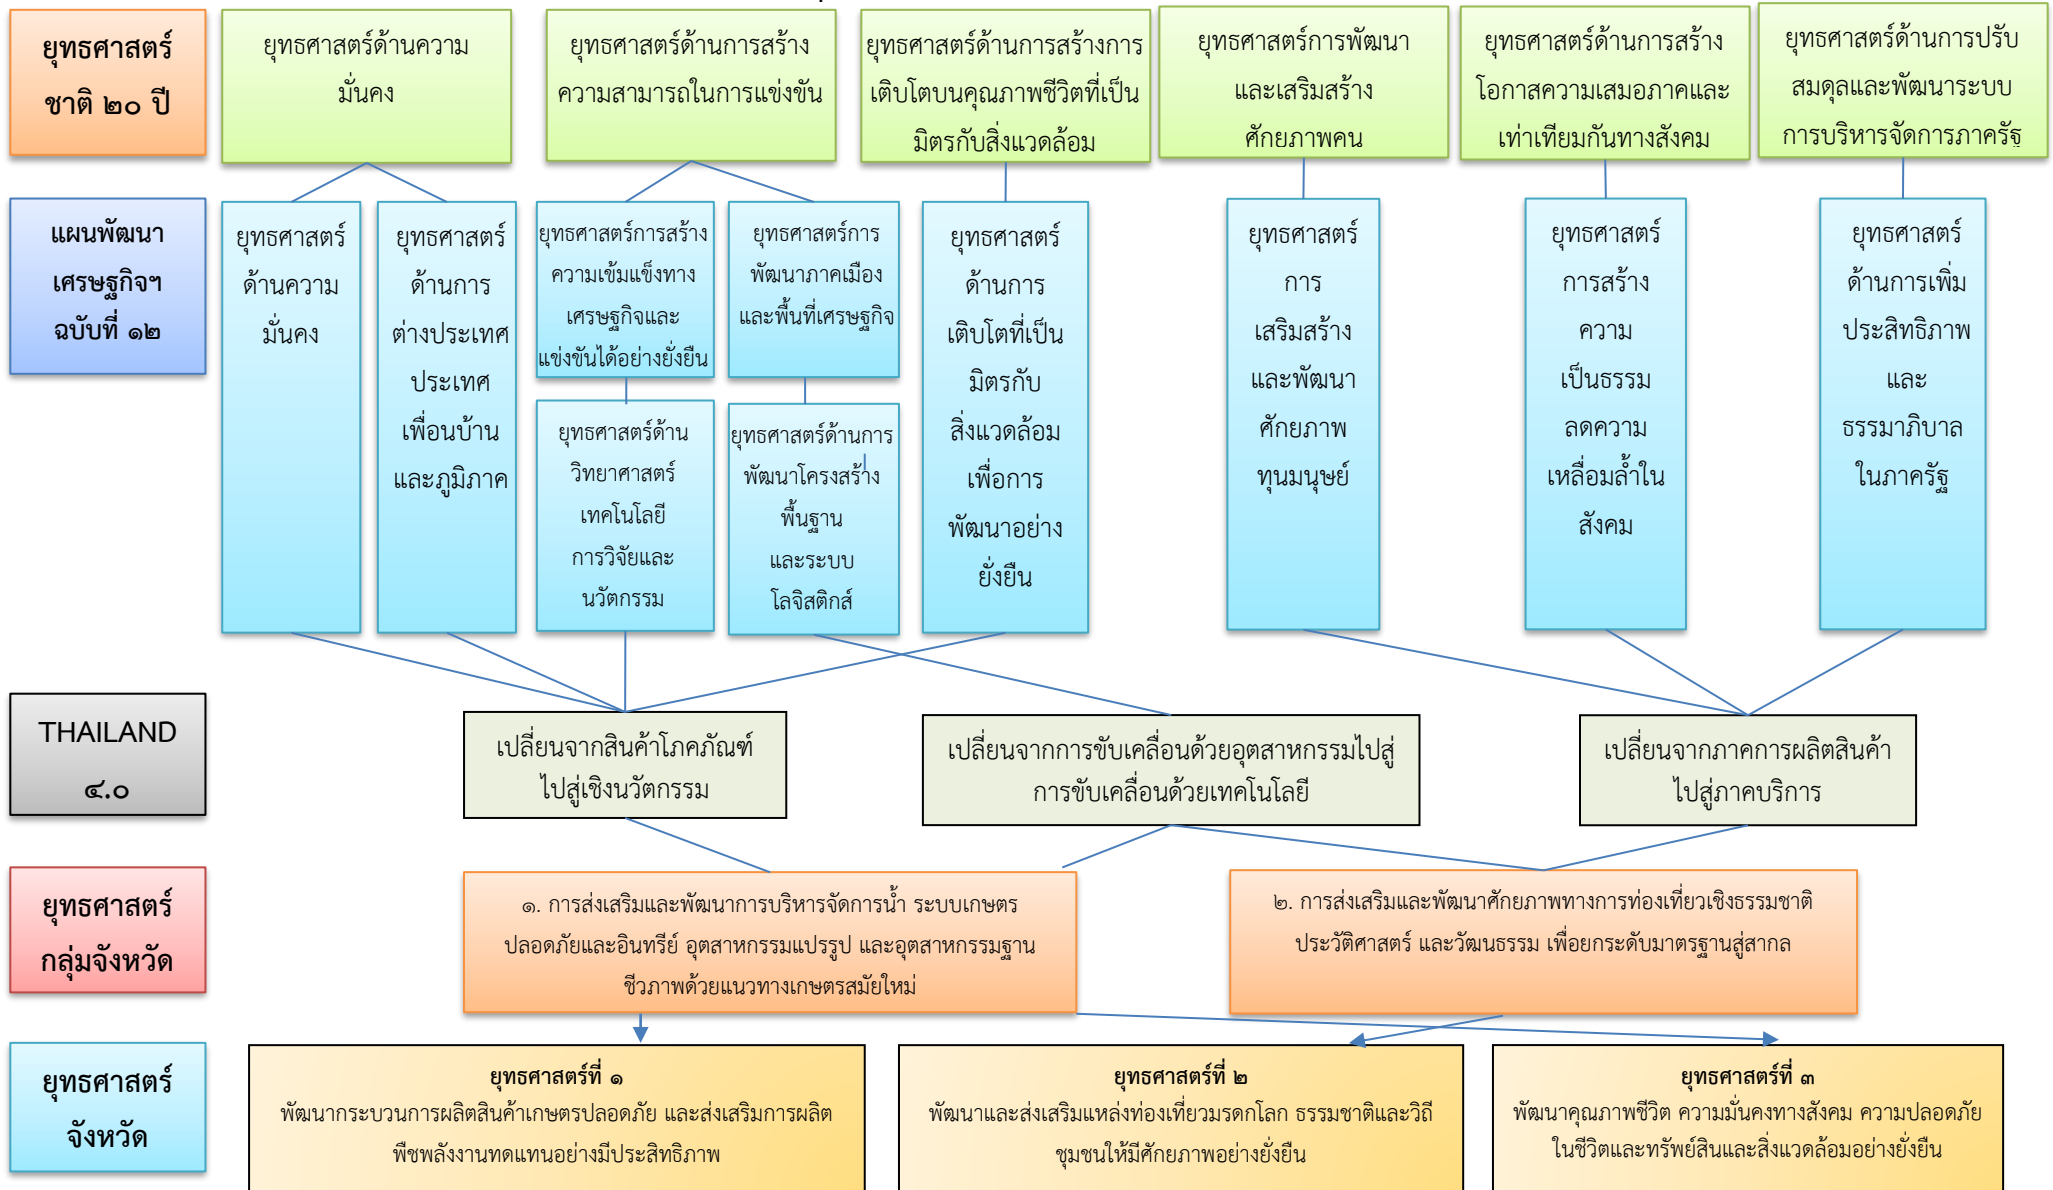 ยุทธศาสตร์
ชาติ ๒๐ ปี
ยุทธศาสตร์ด้านความ
มั่นคง
ยุทธศาสตร์ด้านการสร้าง
ความสามารถในการแข่งขัน
ยุทธศาสตร์ด้านการสร้างการ
เติบโตบนคุณภาพชีวิตที่เป็น
มิตรกับสิ่งแวดล้อม
ยุทธศาสตร์การพัฒนา
และเสริมสร้าง
ศักยภาพคน
ยุทธศาสตร์ด้านการสร้าง
โอกาสความเสมอภาคและ
เท่าเทียมกันทางสังคม
ยุทธศาสตร์ด้านการปรับ
สมดุลและพัฒนาระบบ
การบริหารจัดการภาครัฐ
แผนพัฒนา
เศรษฐกิจฯ
ฉบับที่ ๑๒
ยุทธศาสตร์
ด้านความ
มั่นคง
ยุทธศาสตร์
ด้านการ
ต่างประเทศ
ประเทศ
เพื่อนบ้าน
และภูมิภาค
ยุทธศาสตร์การสร้าง
ความเข้มแข็งทาง
เศรษฐกิจและ
แข่งขันได้อย่างยั่งยืน
ยุทธศาสตร์การ
พัฒนาภาคเมือง
และพื้นที่เศรษฐกิจ
ยุทธศาสตร์ด้าน
วิทยาศาสตร์
เทคโนโลยี
การวิจัยและ
นวัตกรรม
ยุทธศาสตร์ด้านการ
พัฒนาโครงสร้าง
พื้นฐาน
และระบบ
โลจิสติกส์
ยุทธศาสตร์
ด้านการ
เติบโตที่เป็น
มิตรกับ
สิ่งแวดล้อม
เพื่อการ
พัฒนาอย่าง
ยั่งยืน
ยุทธศาสตร์
การ
เสริมสร้าง
และพัฒนา
ศักยภาพ
ทุนมนุษย์
ยุทธศาสตร์
การสร้าง
ความ
เป็นธรรม
ลดความ
เหลื่อมล้ำใน
สังคม
ยุทธศาสตร์
ด้านการเพิ่ม
ประสิทธิภาพ
และ
ธรรมาภิบาล
ในภาครัฐ
THAILAND
๔.๐
เปลี่ยนจากสินค้าโภคภัณฑ์
ไปสู่เชิงนวัตกรรม
เปลี่ยนจากการขับเคลื่อนด้วยอุตสาหกรรมไปสู่
การขับเคลื่อนด้วยเทคโนโลยี
เปลี่ยนจากภาคการผลิตสินค้า
ไปสู่ภาคบริการ
ยุทธศาสตร์
กลุ่มจังหวัด
๑. การส่งเสริมและพัฒนาการบริหารจัดการน้ำ ระบบเกษตร
ปลอดภัยและอินทรีย์ อุตสาหกรรมแปรรูป และอุตสาหกรรมฐาน
ชีวภาพด้วยแนวทางเกษตรสมัยใหม่
๒. การส่งเสริมและพัฒนาศักยภาพทางการท่องเที่ยวเชิงธรรมชาติ
ประวัติศาสตร์ และวัฒนธรรม เพื่อยกระดับมาตรฐานสู่สากล
ยุทธศาสตร์
จังหวัด
ยุทธศาสตร์ที่ ๑
พัฒนากระบวนการผลิตสินค้าเกษตรปลอดภัย และส่งเสริมการผลิต
พืชพลังงานทดแทนอย่างมีประสิทธิภาพ
ยุทธศาสตร์ที่ ๒
พัฒนาและส่งเสริมแหล่งท่องเที่ยวมรดกโลก ธรรมชาติและวิถี
ชุมชนให้มีศักยภาพอย่างยั่งยืน
ยุทธศาสตร์ที่ ๓
พัฒนาคุณภาพชีวิต ความมั่นคงทางสังคม ความปลอดภัย
ในชีวิตและทรัพย์สินและสิ่งแวดล้อมอย่างยั่งยืน